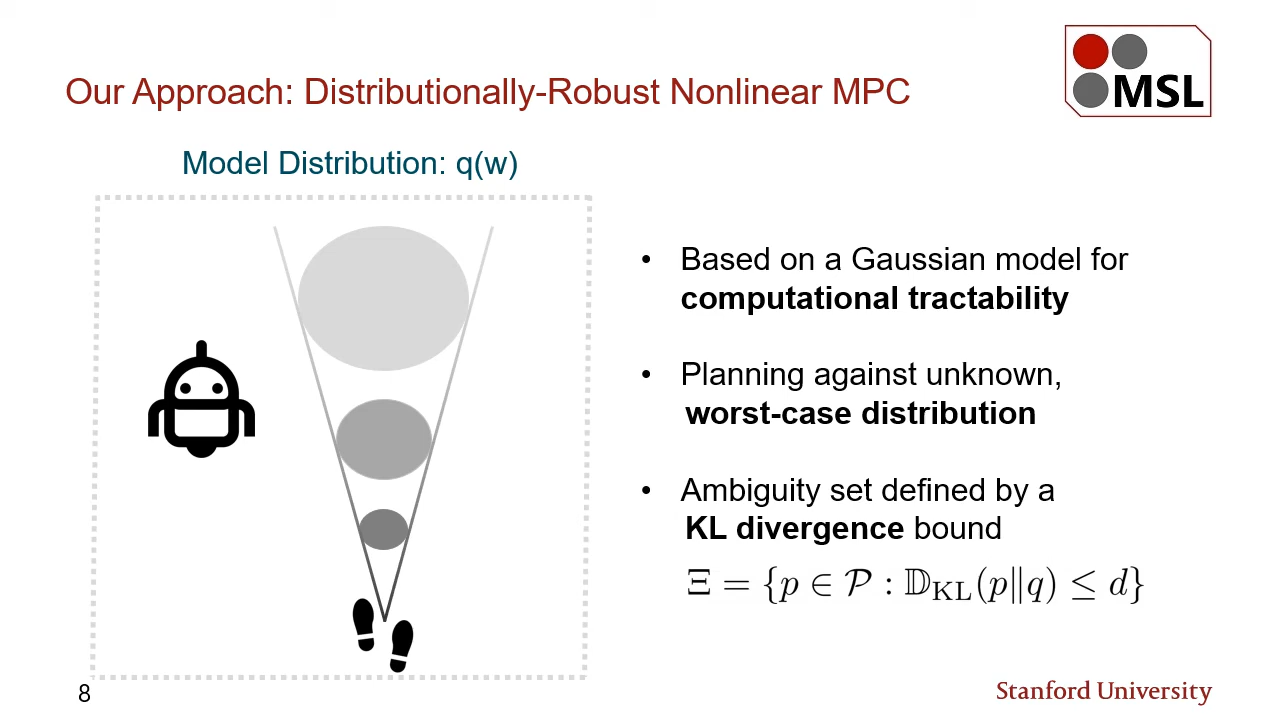 Our Approach: Distributionally-Robust Nonlinear MPC
MSL
Model Distribution: q(w)
• Based on a Gaussian model for
computational tractability
• Planning against unknown,
worst-case distribution
• Ambiguity set defined by a
KL divergence bound
Ξ = {p ∈ 𝒫 : 𝔻_KL(p‖q) ≤ d}
8
Stanford University